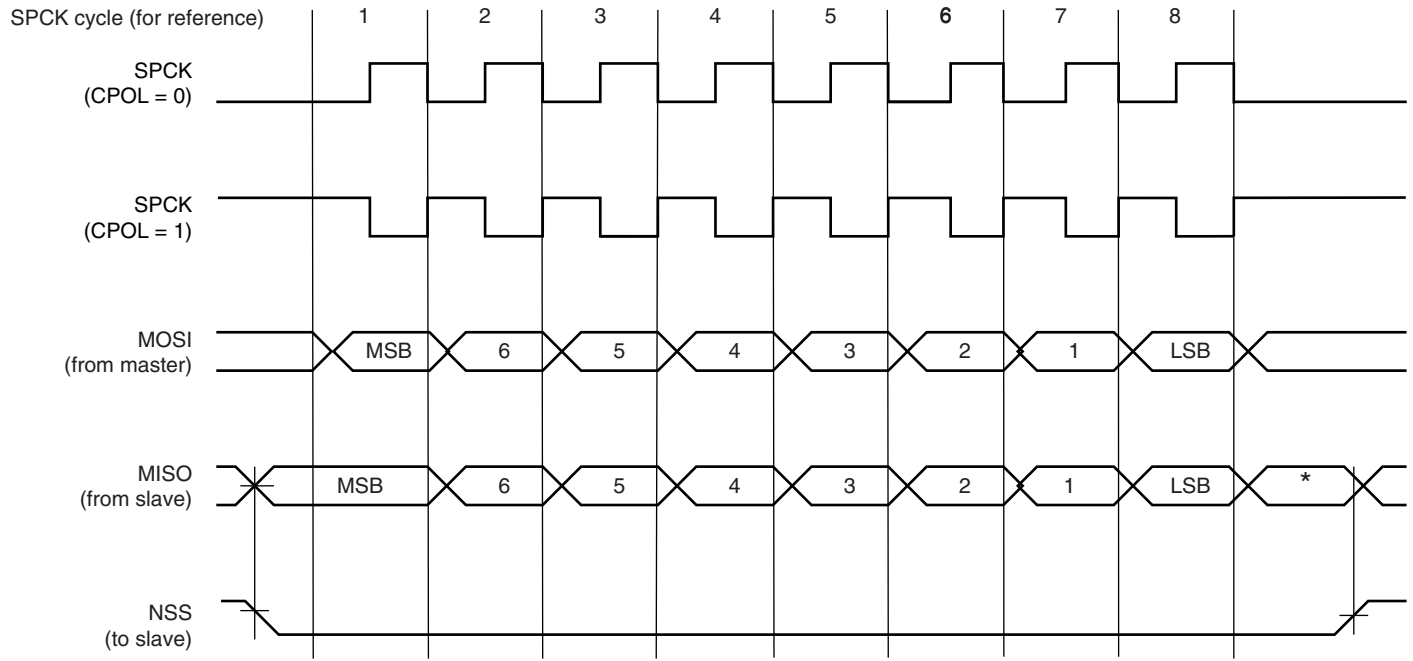 SPCK cycle (for reference) 1 2 3 4 5 6 7 8
SPCK
(CPOL = 0)
SPCK
(CPOL = 1)
MOSI
(from master)
MSB 6 5 4 3 2 1 LSB
MISO
(from slave)
MSB 6 5 4 3 2 1 LSB *
NSS
(to slave)